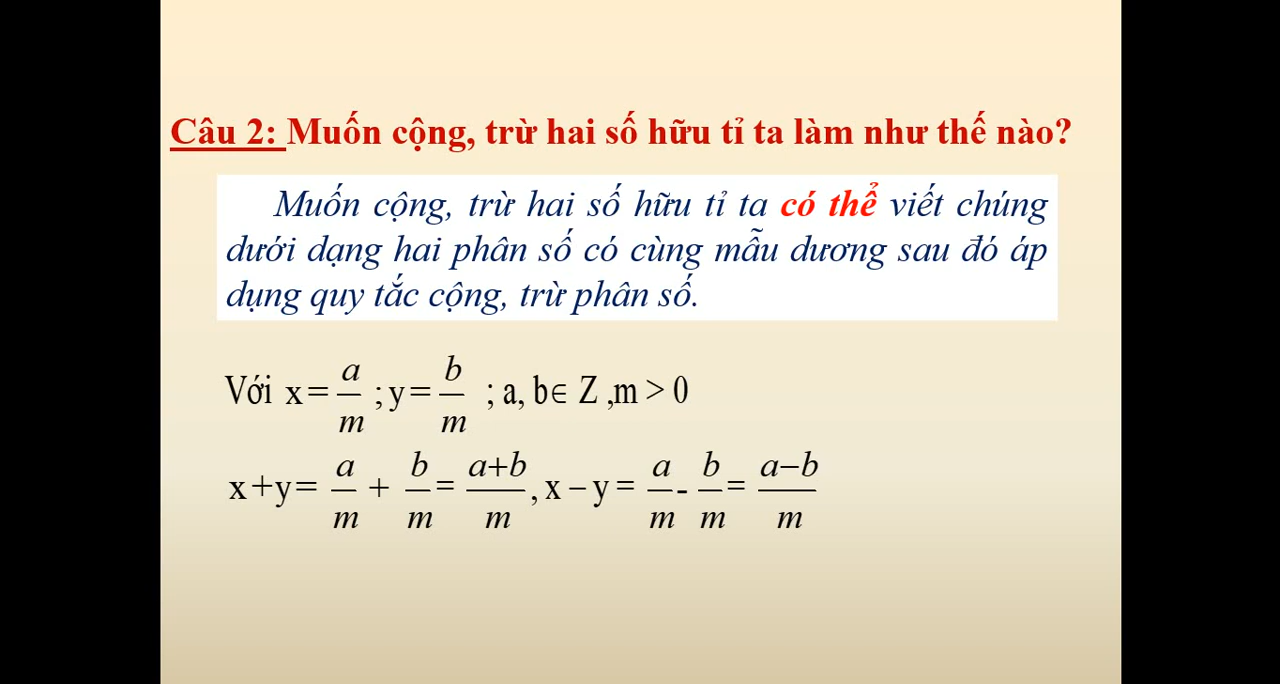 Câu 2: Muốn cộng, trừ hai số hữu tỉ ta làm như thế nào?
Muốn cộng, trừ hai số hữu tỉ ta có thể viết chúng
dưới dạng hai phân số có cùng mẫu dương sau đó áp
dụng quy tắc cộng, trừ phân số.
Với x = a/m ; y = b/m ; a, b ∈ Z ,m > 0
x + y = a/m + b/m = a+b/m , x – y = a/m - b/m = a–b/m